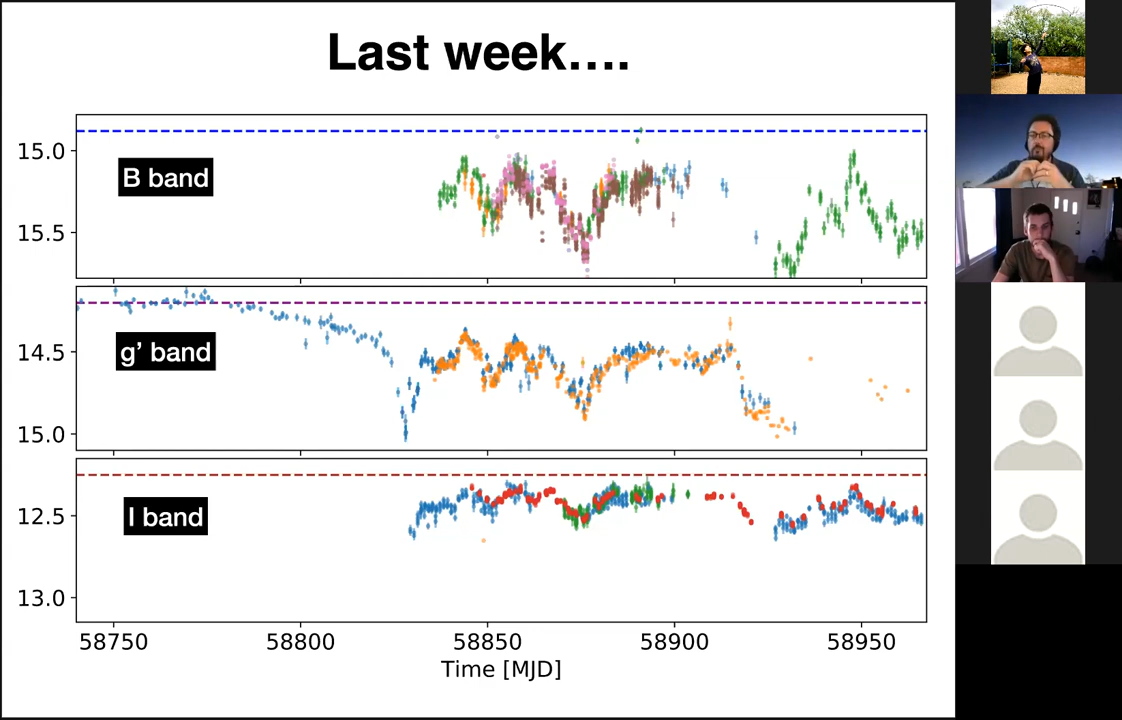 Last week....
15.0
B band
15.5
g' band
14.5
15.0
I band
12.5
13.0
58750
58800
58850
58900
58950
Time [MJD]